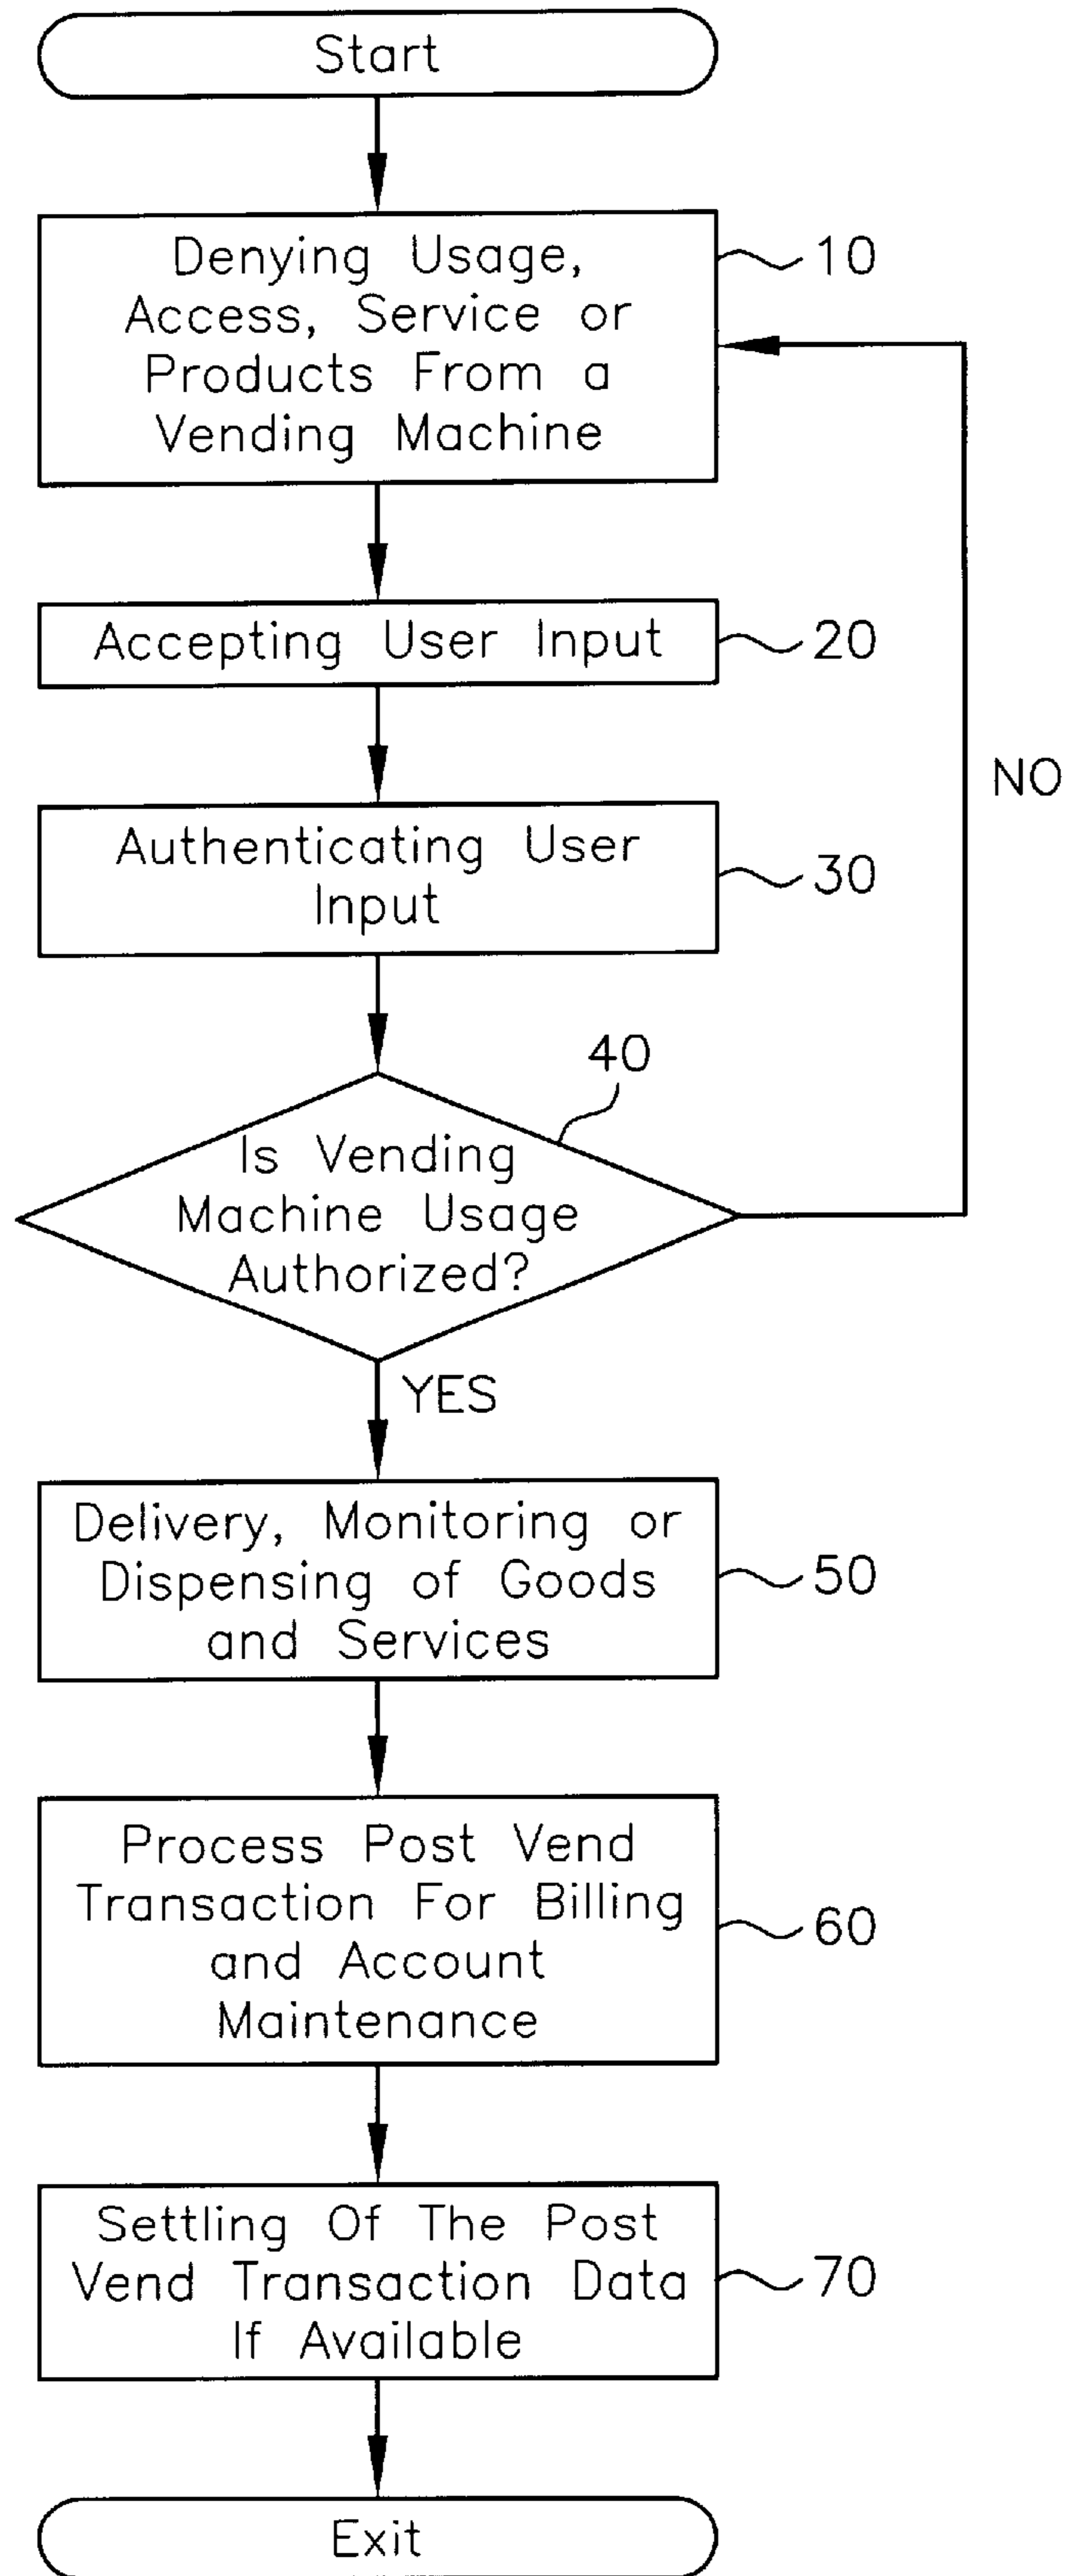 Start
Denying Usage,
Access, Service or
Products From a
Vending Machine
10
Accepting User Input
20
NO
Authenticating User
Input
30
40
Is Vending
Machine Usage
Authorized?
YES
Delivery, Monitoring or
Dispensing of Goods
and Services
50
Process Post Vend
Transaction For Billing
and Account
Maintenance
60
Settling Of The Post
Vend Transaction Data
If Available
70
Exit